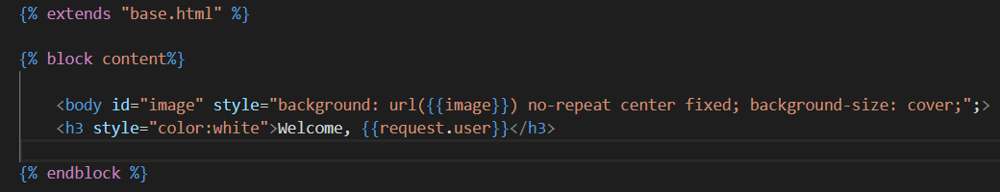 {% extends "base.html" %}
{% block content%}
<body id="image" style="background: url({{image}}) no-repeat center fixed; background-size: cover;";>
<h3 style="color:white">Welcome, {{request.user}}</h3>
{% endblock %}